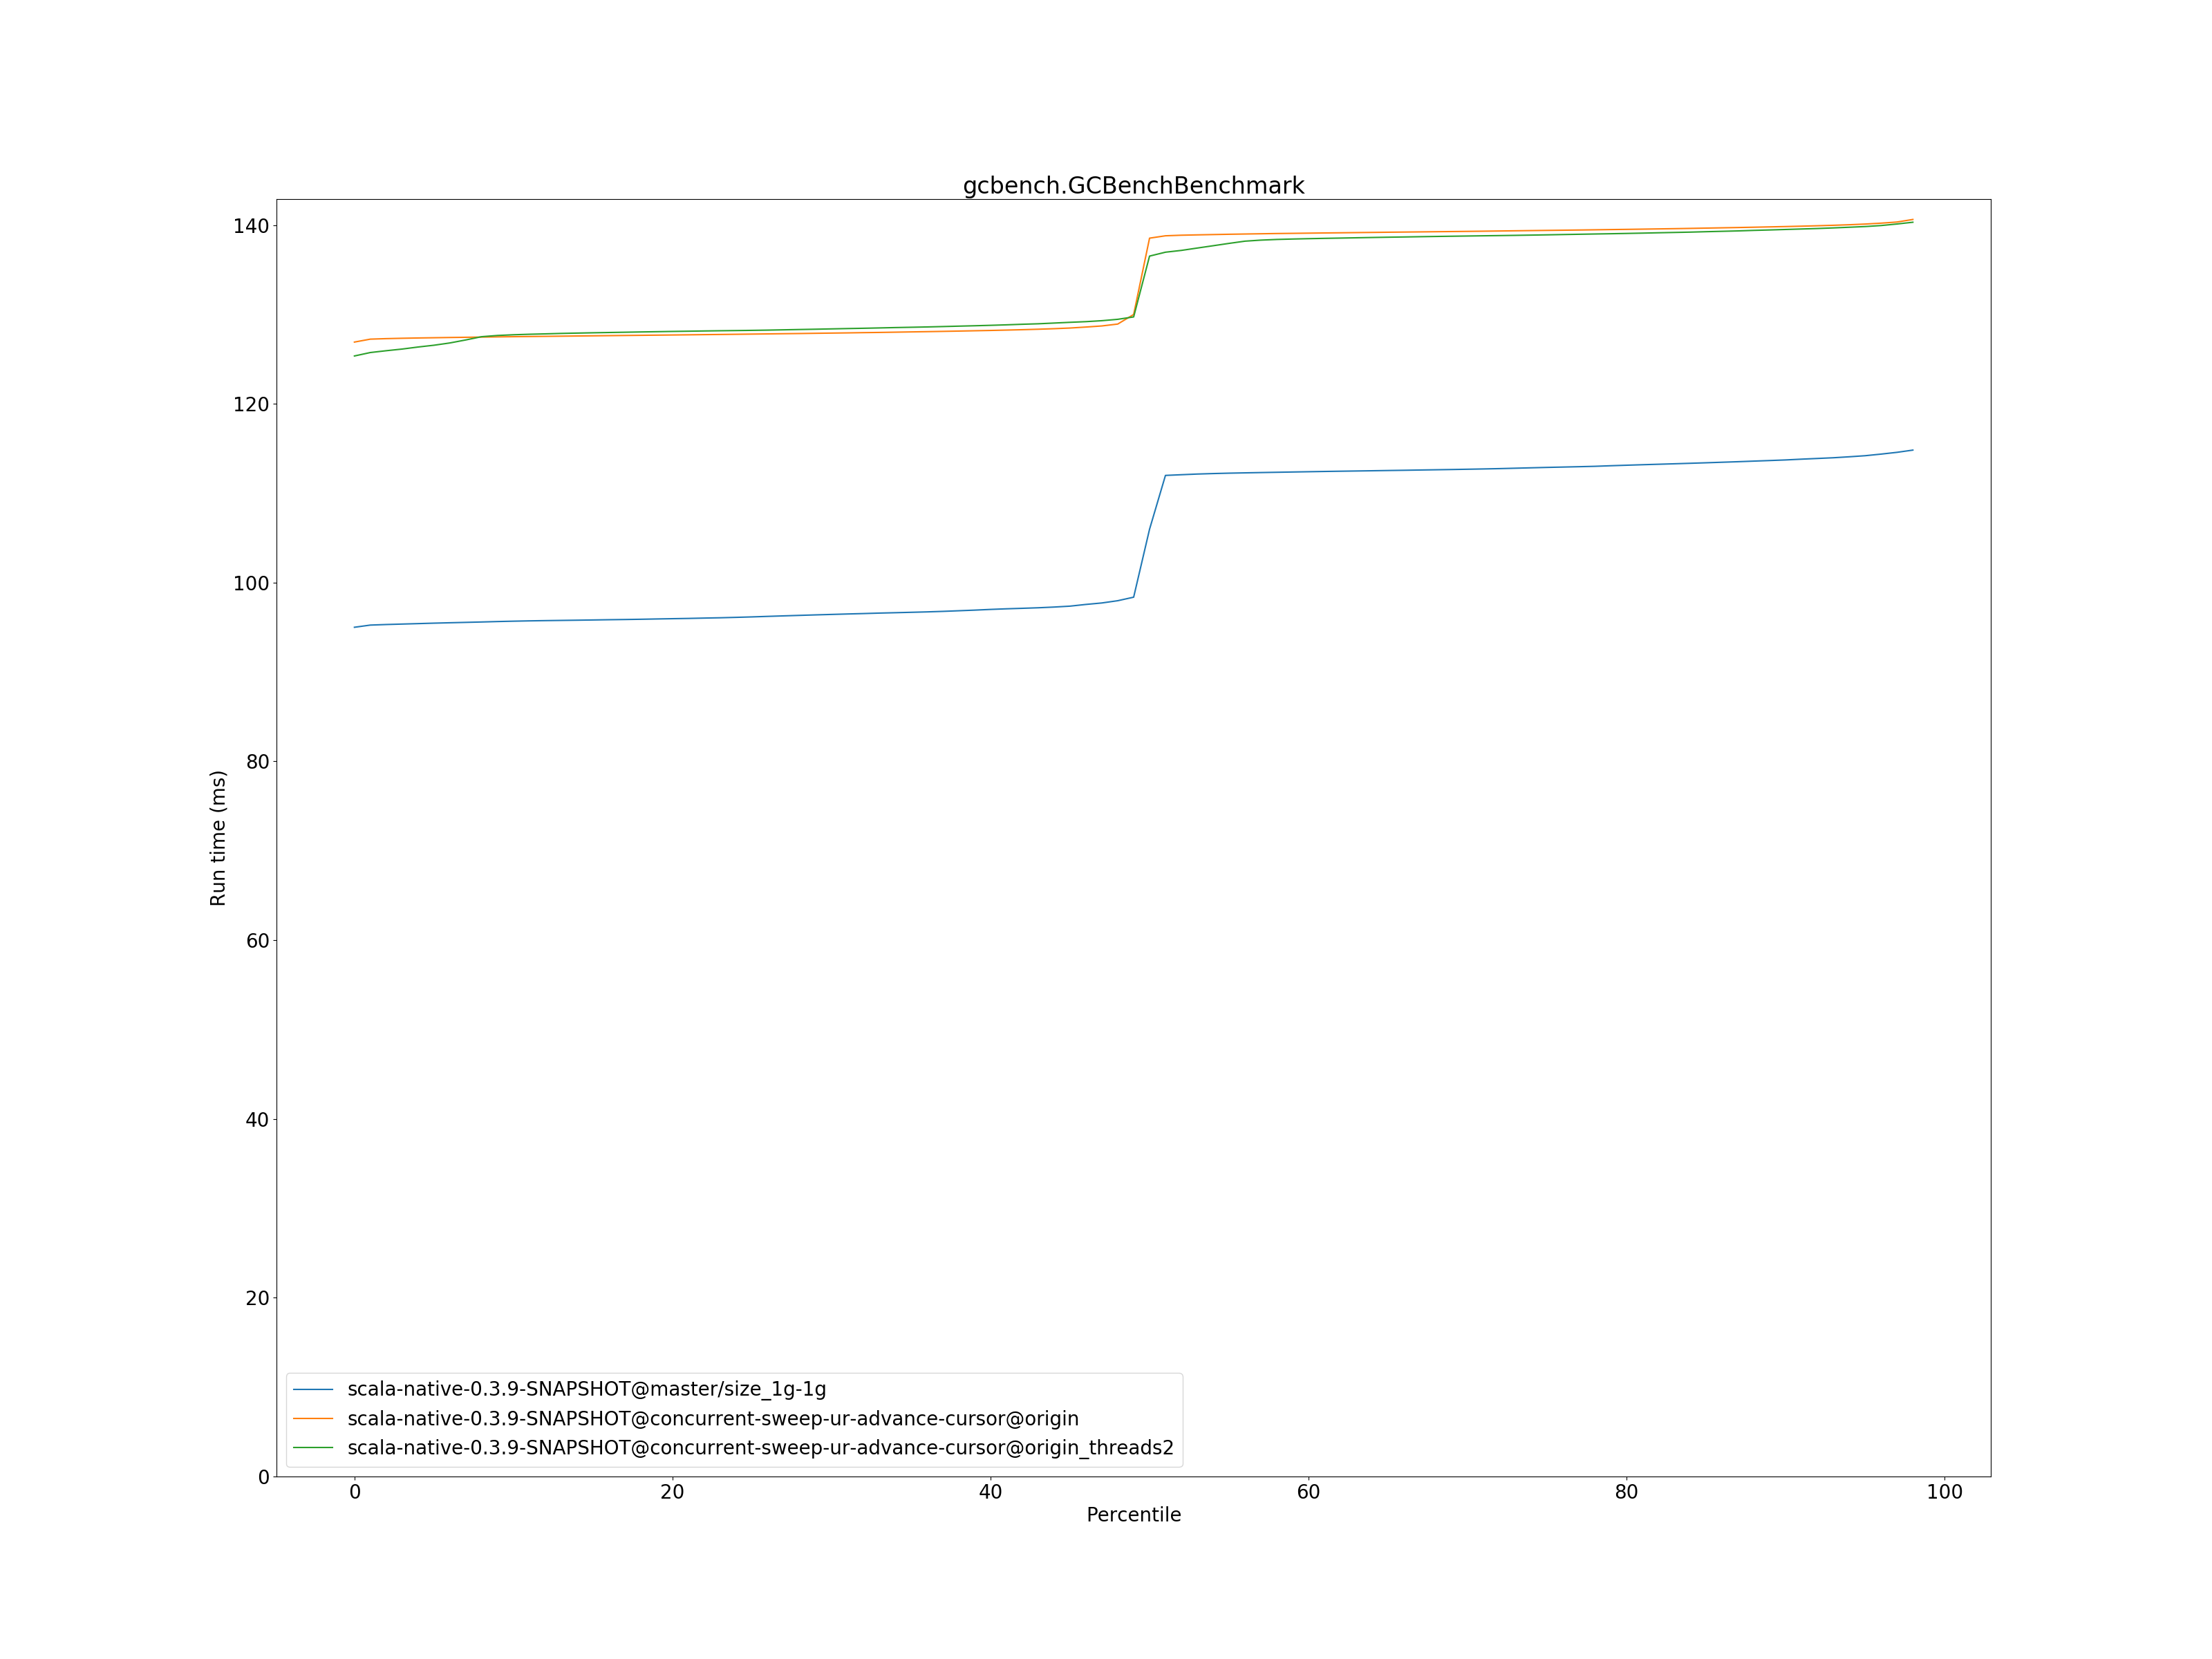 gcbench.GCBenchBenchmark
140
120
100
80
60
40
20
0
Run time (ms)
scala-native-0.3.9-SNAPSHOT@master/size_1g-1g
scala-native-0.3.9-SNAPSHOT@concurrent-sweep-ur-advance-cursor@origin
scala-native-0.3.9-SNAPSHOT@concurrent-sweep-ur-advance-cursor@origin_threads2
0 20 40 60 80 100
Percentile